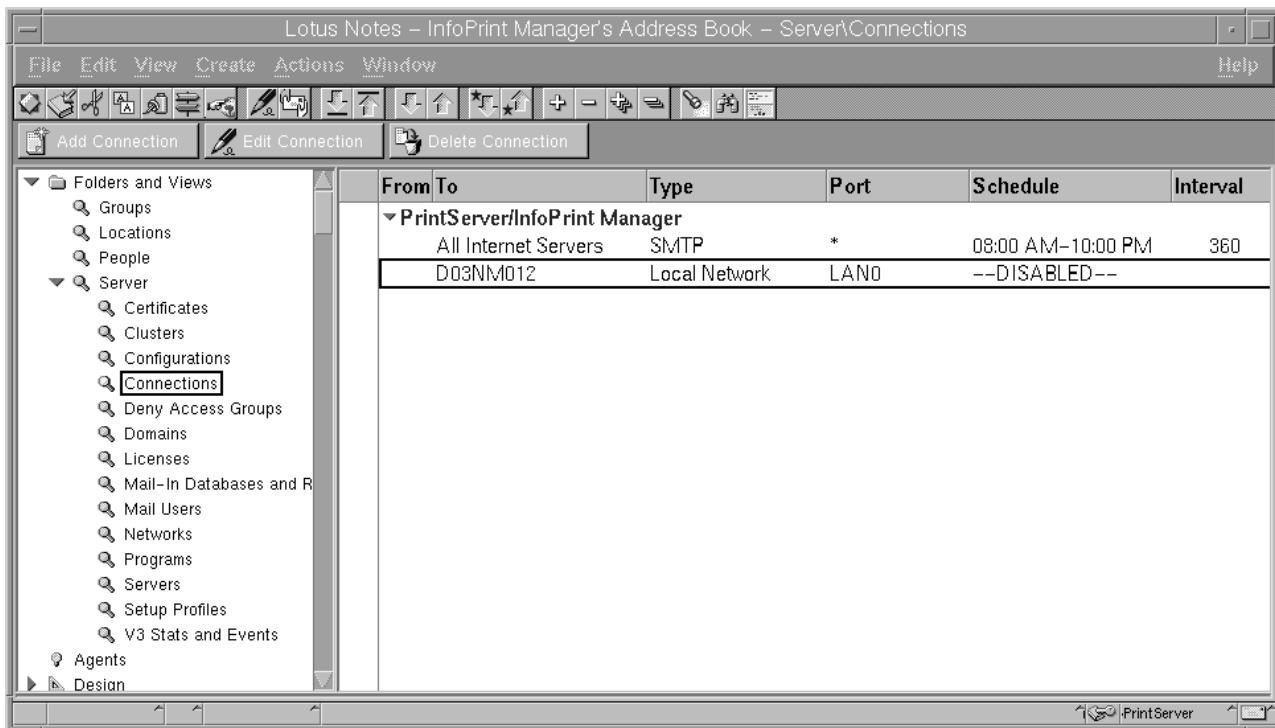 Lotus Notes – InfoPrint Manager's Address Book – Server\Connections
File Edit View Create Actions Window Help
Add Connection Edit Connection Delete Connection
Folders and Views
Groups
Locations
People
Server
Certificates
Clusters
Configurations
Connections
Deny Access Groups
Domains
Licenses
Mail-In Databases and R
Mail Users
Networks
Programs
Servers
Setup Profiles
V3 Stats and Events
Agents
Design
From To Type Port Schedule Interval
PrintServer/InfoPrint Manager
All Internet Servers SMTP * 08:00 AM–10:00 PM 360
D03NM012 Local Network LAN0 --DISABLED--
PrintServer